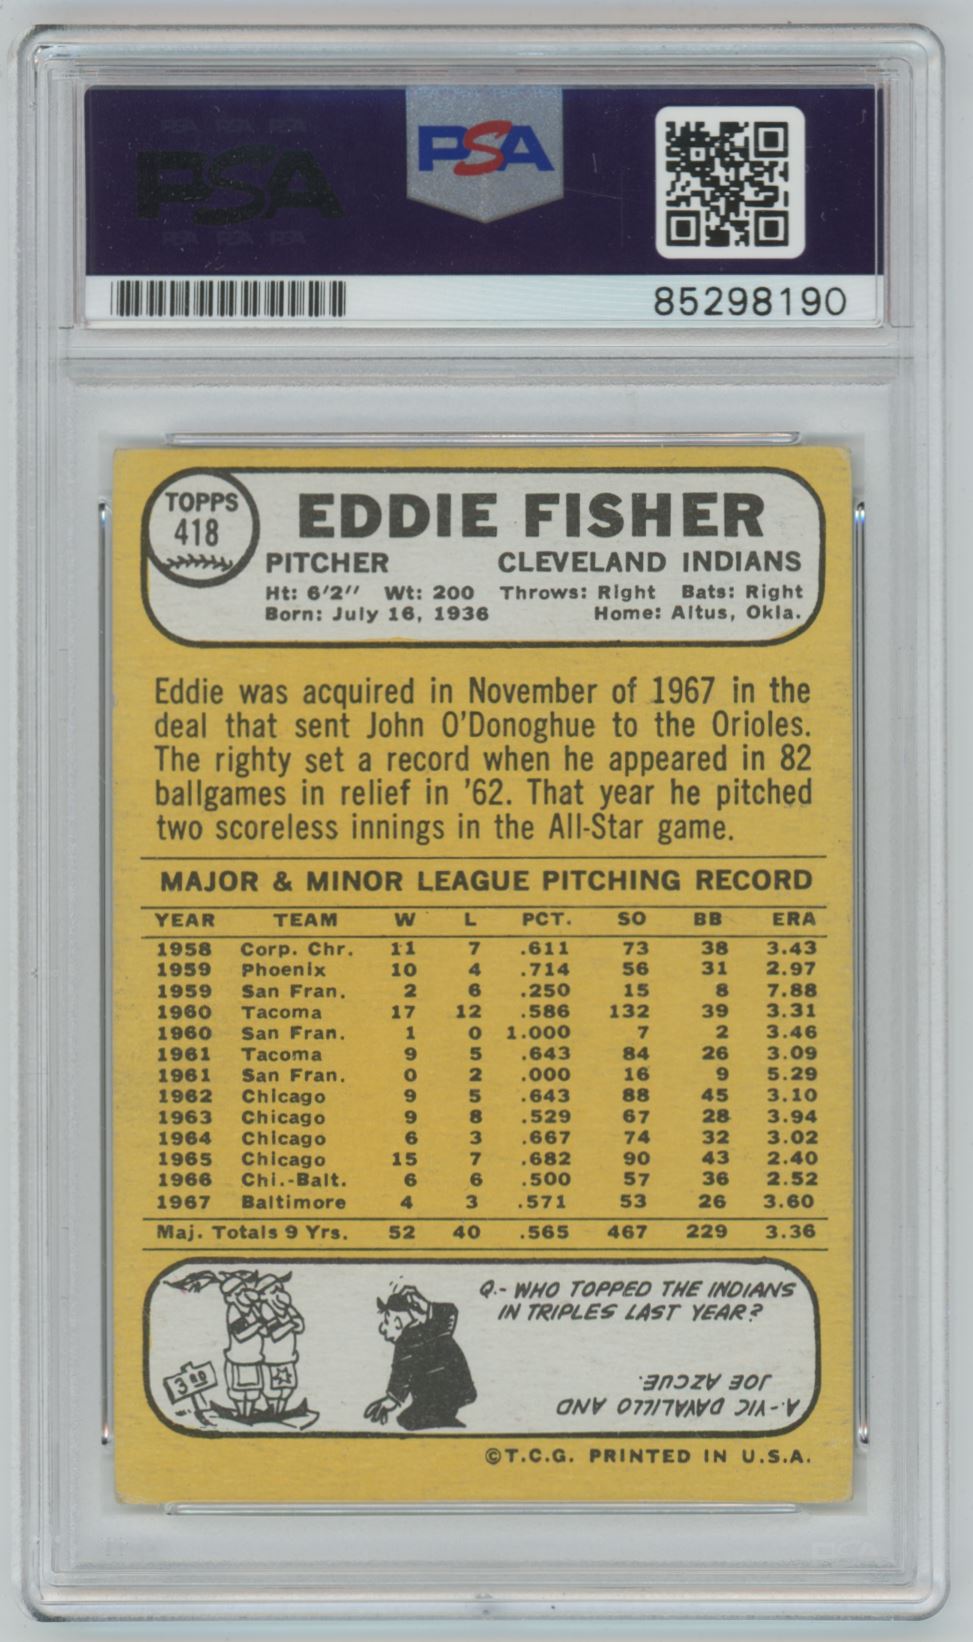 PSA PSA PSA
PSA
PSA PSA PSA
PSA
85298190
TOPPS
418
EDDIE FISHER
PITCHER CLEVELAND INDIANS
Ht: 6'2" Wt: 200 Throws: Right Bats: Right
Born: July 16, 1936 Home: Altus, Okla.
Eddie was acquired in November of 1967 in the
deal that sent John O'Donoghue to the Orioles.
The righty set a record when he appeared in 82
ballgames in relief in '62. That year he pitched
two scoreless innings in the All-Star game.
MAJOR & MINOR LEAGUE PITCHING RECORD
YEAR TEAM W L PCT. SO BB ERA
1958 Corp. Chr. 11 7 .611 73 38 3.43
1959 Phoenix 10 4 .714 56 31 2.97
1959 San Fran. 2 6 .250 15 8 7.88
1960 Tacoma 17 12 .586 132 39 3.31
1960 San Fran. 1 0 1.000 7 2 3.46
1961 Tacoma 9 5 .643 84 26 3.09
1961 San Fran. 0 2 .000 16 9 5.29
1962 Chicago 9 5 .643 88 45 3.10
1963 Chicago 9 8 .529 67 28 3.94
1964 Chicago 6 3 .667 74 32 3.02
1965 Chicago 15 7 .682 90 43 2.40
1966 Chi.-Balt. 6 6 .500 57 36 2.52
1967 Baltimore 4 3 .571 53 26 3.60
Maj. Totals 9 Yrs. 52 40 .565 467 229 3.36
Q.- WHO TOPPED THE INDIANS
IN TRIPLES LAST YEAR?
3 RD
A.-VIC DAVALILLO AND
JOE AZCUE.
©T.C.G. PRINTED IN U.S.A.
PSA